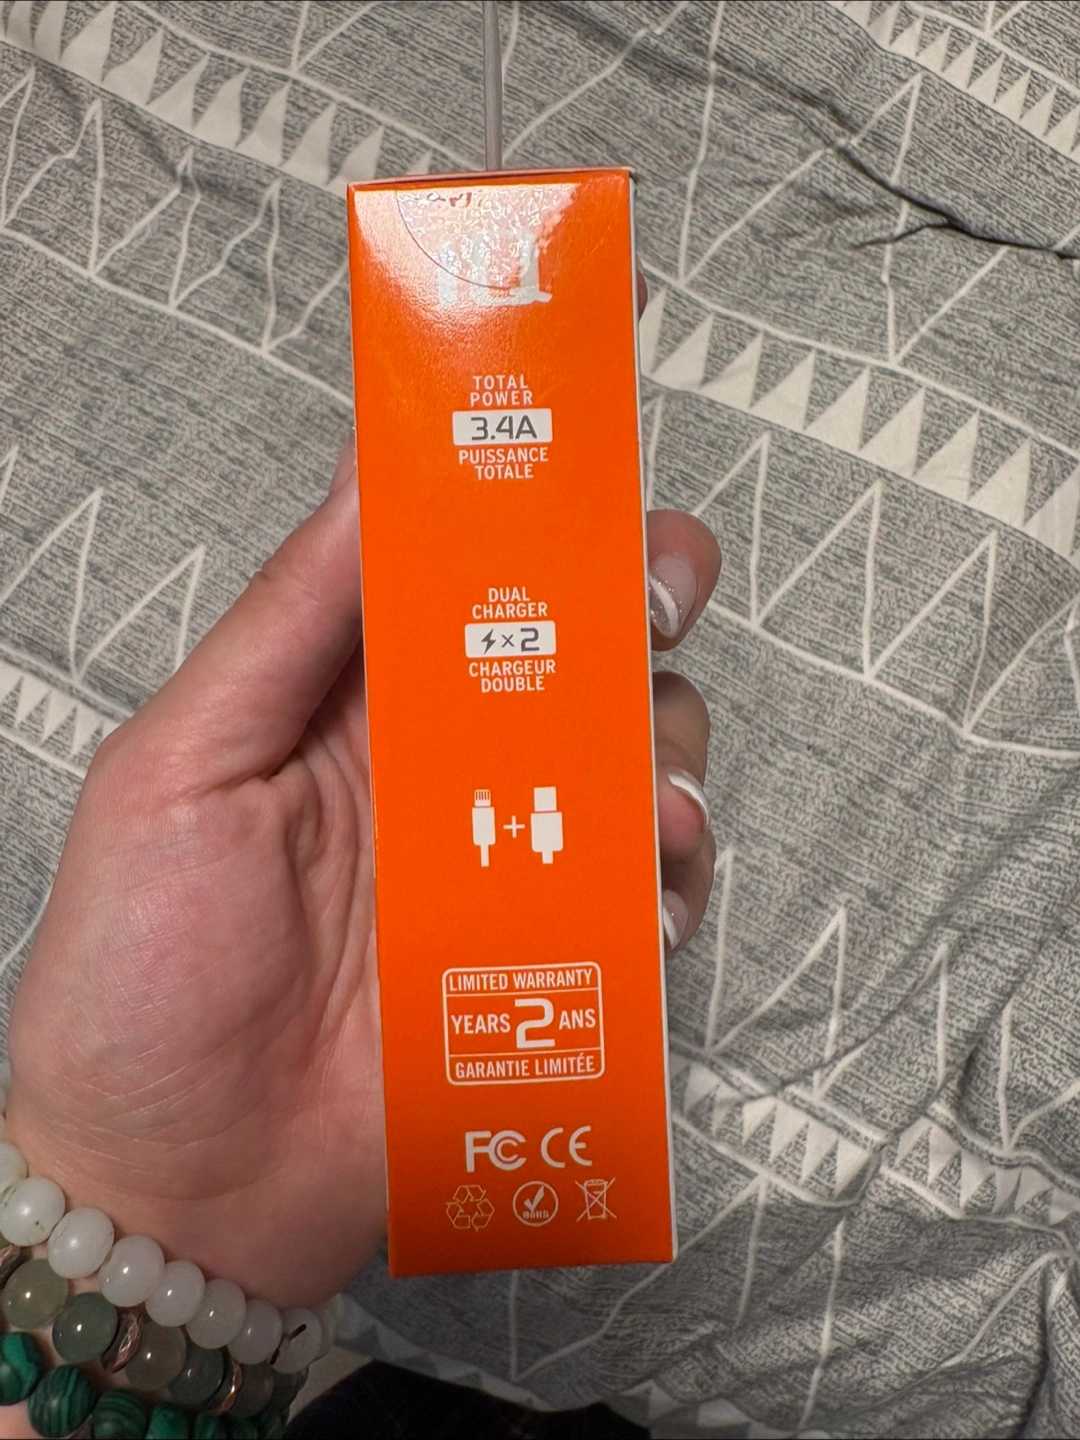 TOTAL
POWER
3.4A
PUISSANCE
TOTALE
DUAL
CHARGER
x 2
CHARGEUR
DOUBLE
+
LIMITED WARRANTY
YEARS 2 ANS
GARANTIE LIMITÉE
FC CE
RoHS